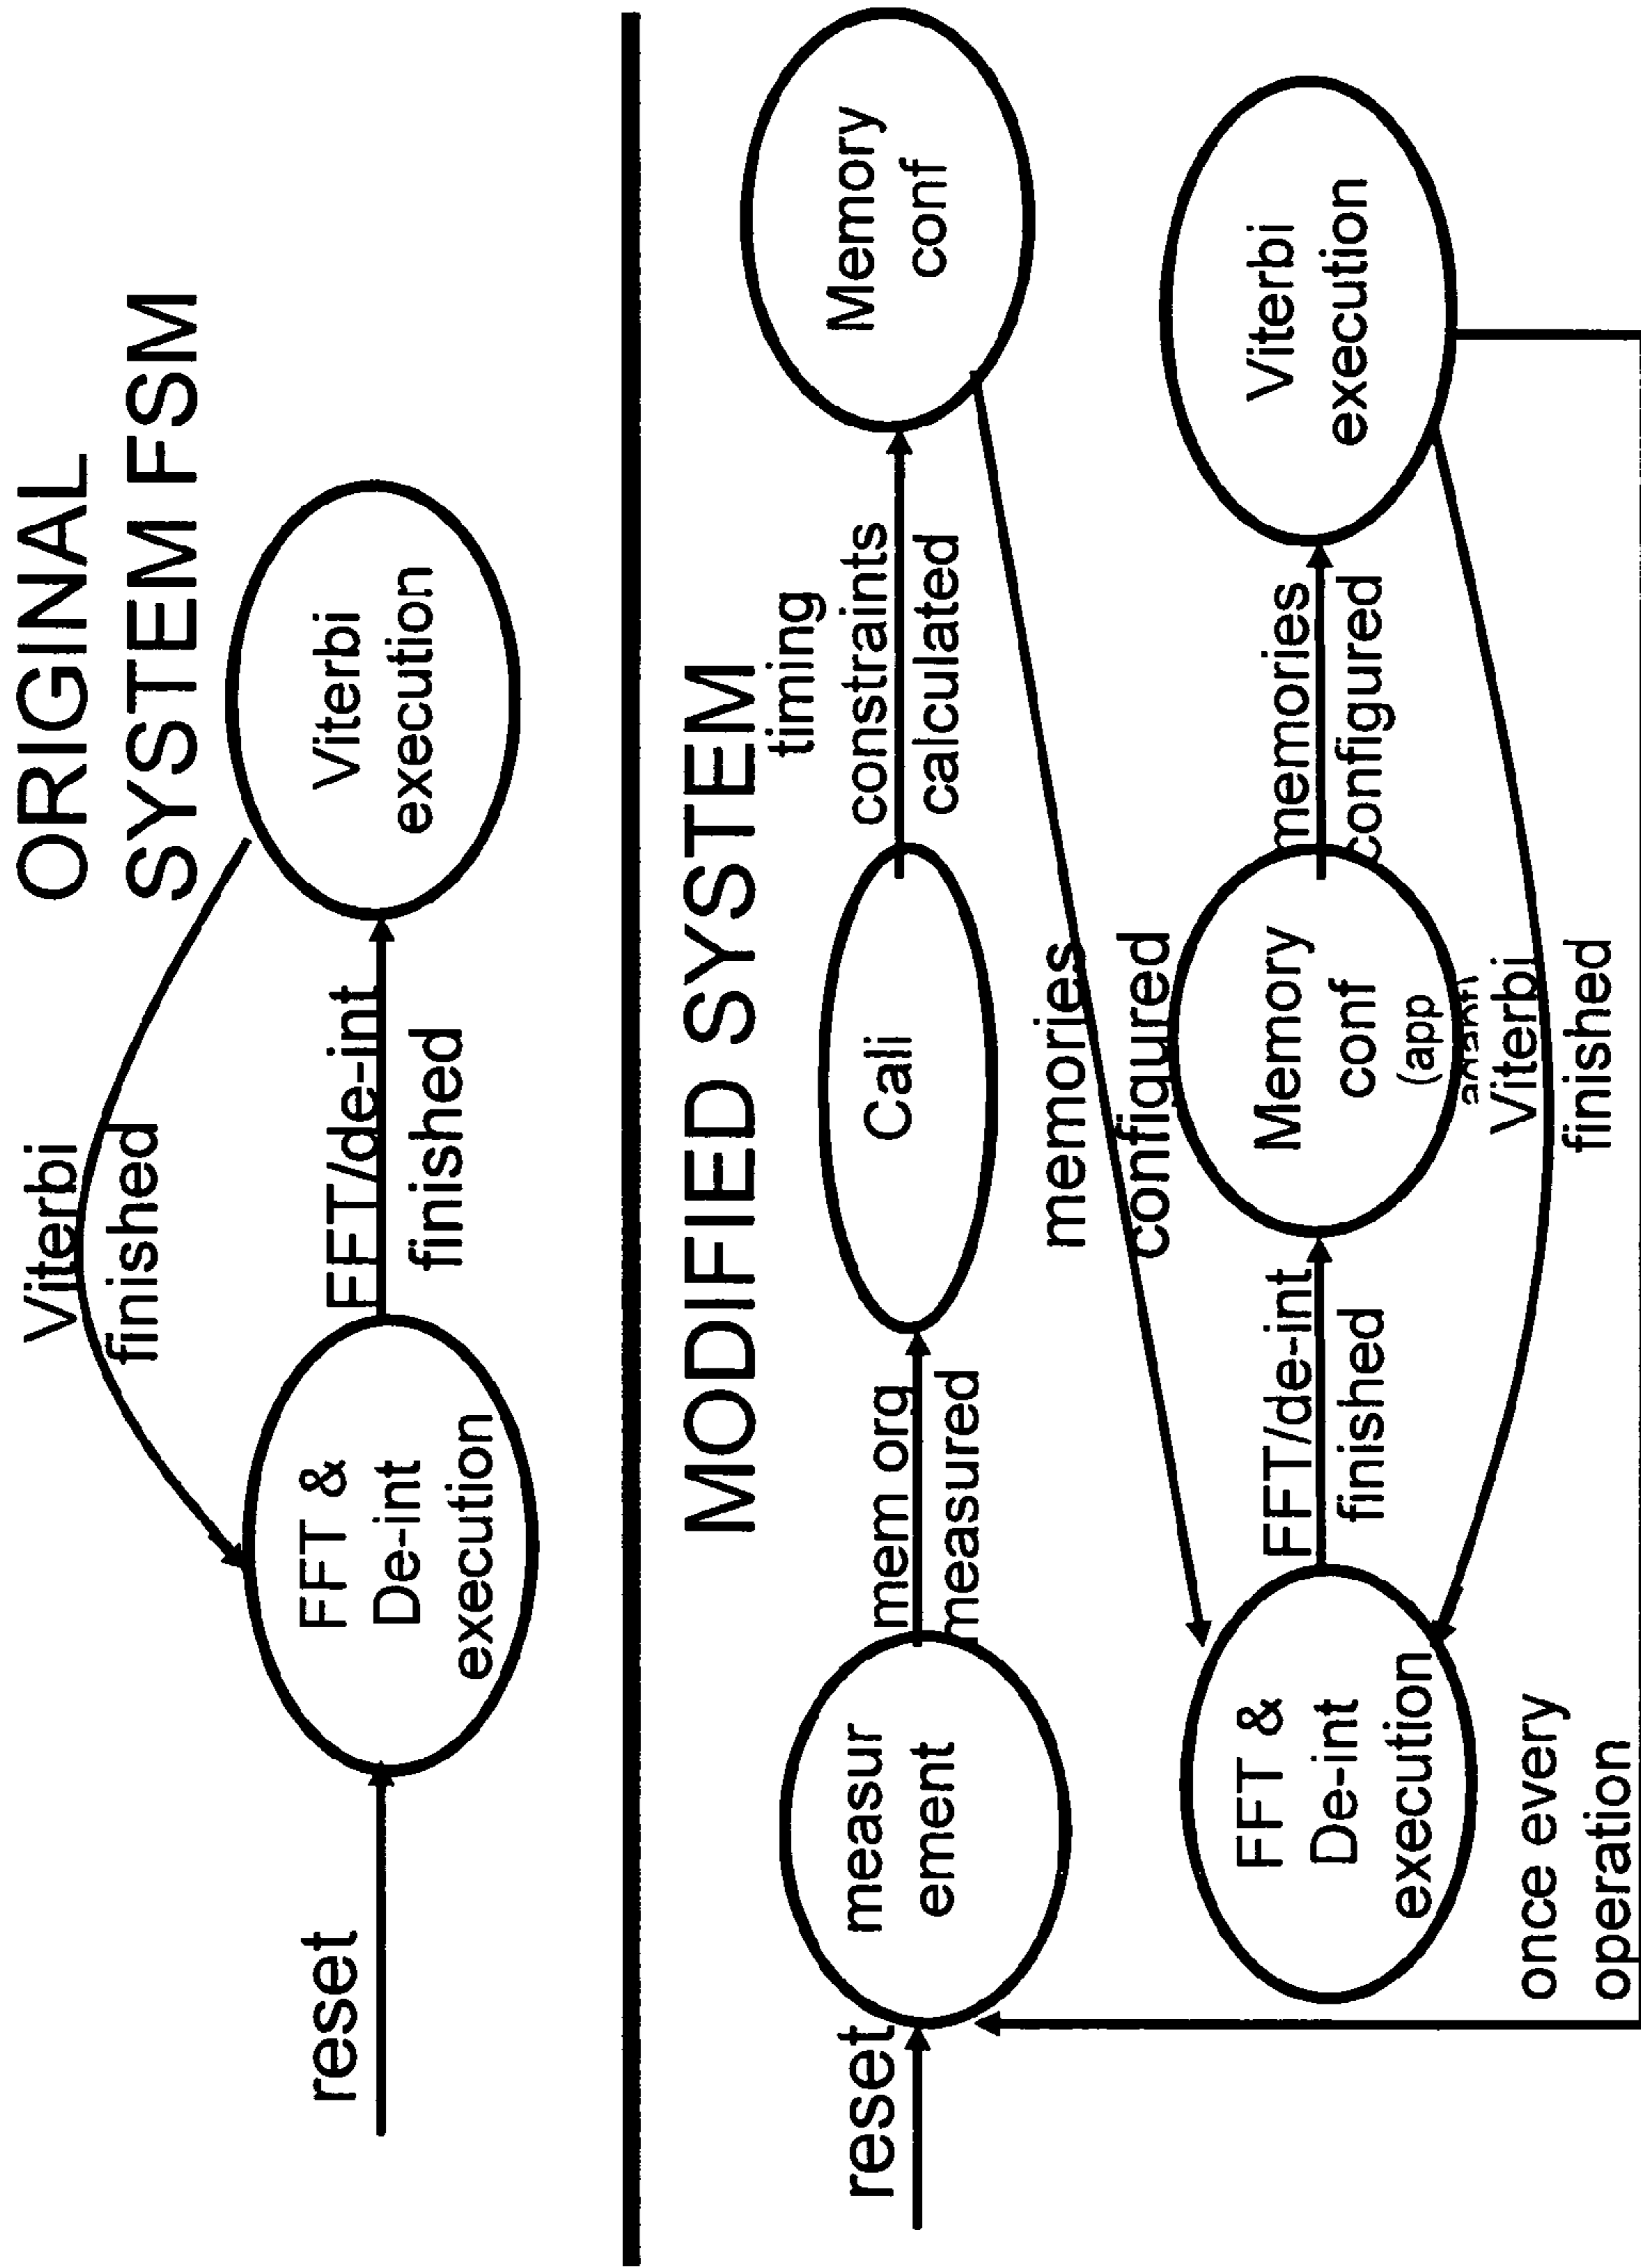 ORIGINAL
SYSTEM FSM
Viterbi
finished
reset
FFT &
De-int
execution
FFT/de-int
finished
Viterbi
execution
MODIFIED SYSTEM
reset
measur
ement
mem org
measured
Cali
timing
constraints
calculated
Memory
conf
memories
configured
FFT &
De-int
execution
FFT/de-int
finished
Memory
conf
(app
memories
configured
Viterbi
execution
Viterbi
finished
once every
operation